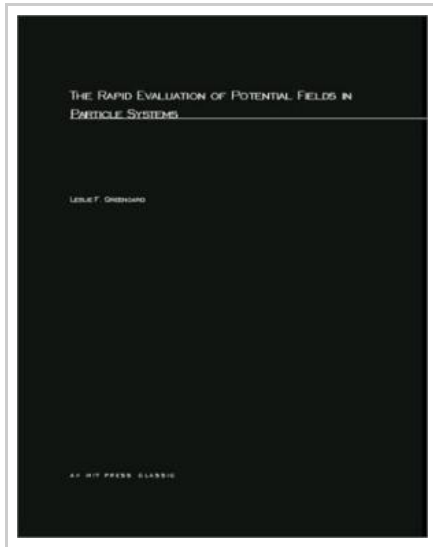 THE RAPID EVALUATION OF POTENTIAL FIELDS IN
PARTICLE SYSTEMS
LESLIE F. GREENGARD
AN MIT PRESS CLASSIC